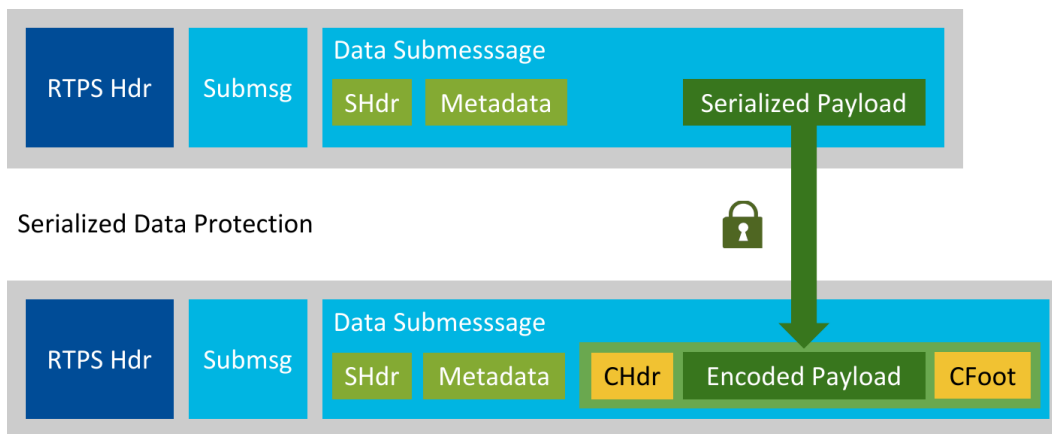 RTPS Hdr
Submsg
Data Submesssage
SHdr
Metadata
Serialized Payload
Serialized Data Protection
RTPS Hdr
Submsg
Data Submesssage
SHdr
Metadata
CHdr
Encoded Payload
CFoot